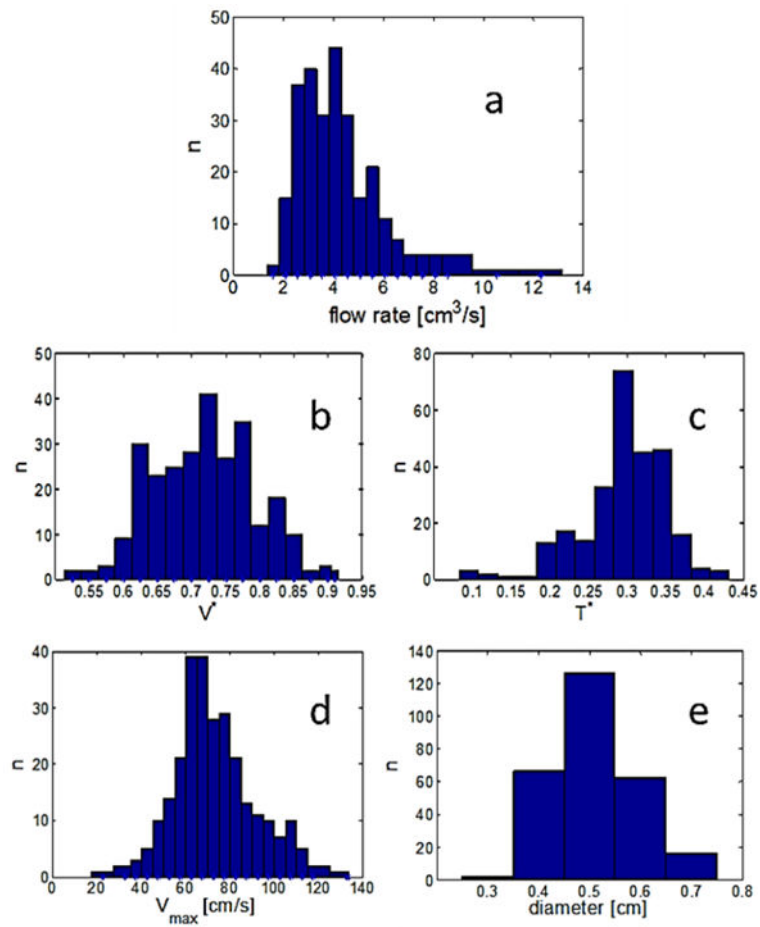 50
40
30
20
10
0
n
a
0 2 4 6 8 10 12 14
flow rate [cm³/s]
50
40
30
20
10
0
n
b
0.55 0.6 0.65 0.7 0.75 0.8 0.85 0.9 0.95
V*
80
60
40
20
0
n
c
0.1 0.15 0.2 0.25 0.3 0.35 0.4 0.45
T*
40
30
20
10
0
n
d
0 20 40 60 80 100 120 140
Vmax [cm/s]
140
120
100
80
60
40
20
0
n
e
0.3 0.4 0.5 0.6 0.7 0.8
diameter [cm]